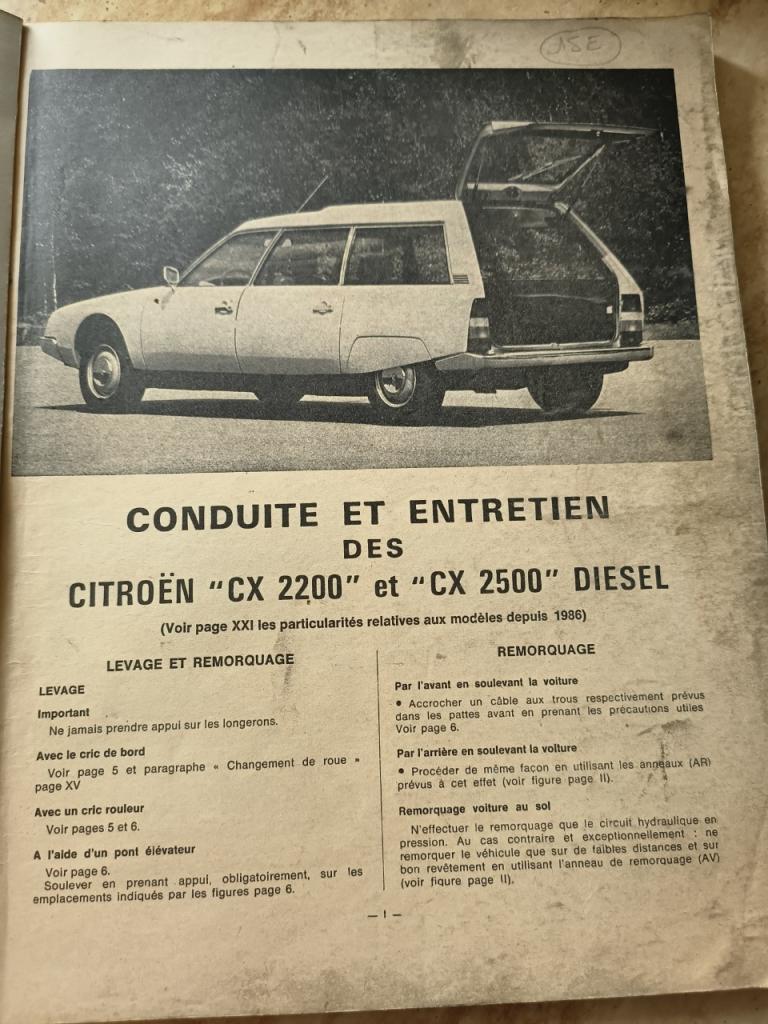 15E
CONDUITE ET ENTRETIEN
DES
CITROËN "CX 2200" et "CX 2500" DIESEL
(Voir page XXI les particularités relatives aux modèles depuis 1986)
LEVAGE ET REMORQUAGE
LEVAGE
Important
Ne jamais prendre appui sur les longerons.
Avec le cric de bord
Voir page 5 et paragraphe « Changement de roue »
page XV
Avec un cric rouleur
Voir pages 5 et 6.
A l'aide d'un pont élévateur
Voir page 6.
Soulever en prenant appui, obligatoirement, sur les
emplacements indiqués par les figures page 6.
REMORQUAGE
Par l'avant en soulevant la voiture
• Accrocher un câble aux trous respectivement prévus
dans les pattes avant en prenant les précautions utiles
Voir page 6.
Par l'arrière en soulevant la voiture
• Procéder de même façon en utilisant les anneaux (AR)
prévus à cet effet (voir figure page II).
Remorquage voiture au sol
N'effectuer le remorquage que le circuit hydraulique en
pression. Au cas contraire et exceptionnellement : ne
remorquer le véhicule que sur de faibles distances et sur
bon revêtement en utilisant l'anneau de remorquage (AV)
(voir figure page II).
— I —